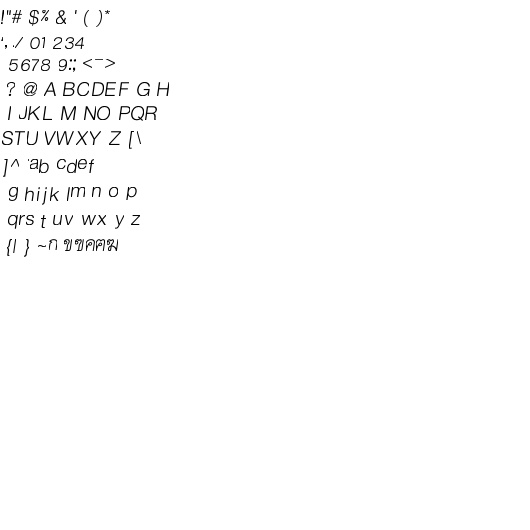 !"# $% & ' ( )*
‘, ./ 01 234
5678 9:; <⁻>
? @ A BCDEF G H
I JKL M NO PQR
STU VWXY Z [\
]^ `ab cdef
g hijk lm n o p
qrs t uv wx y z
{| } ~ก ขฃคฅฆ